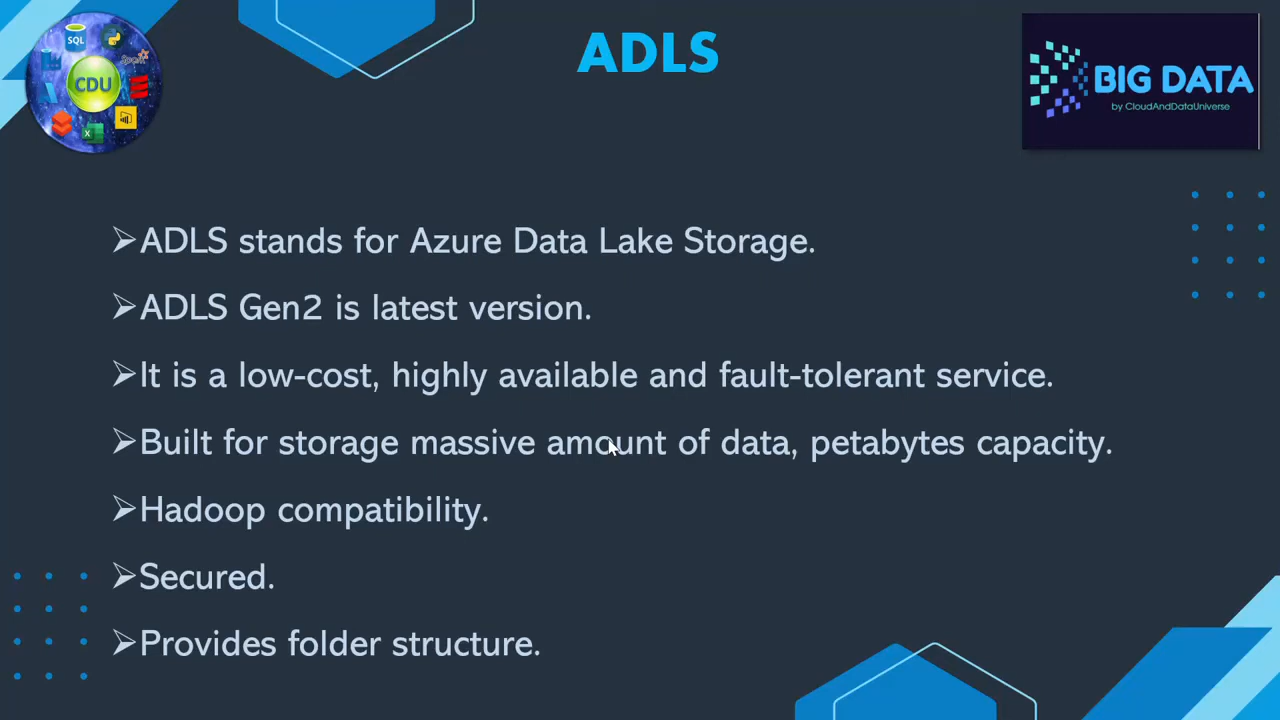 ADLS
SQL
Spark
CDU
BIG DATA
by CloudAndDataUniverse
➢ADLS stands for Azure Data Lake Storage.
➢ADLS Gen2 is latest version.
➢It is a low-cost, highly available and fault-tolerant service.
➢Built for storage massive amount of data, petabytes capacity.
➢Hadoop compatibility.
➢Secured.
➢Provides folder structure.